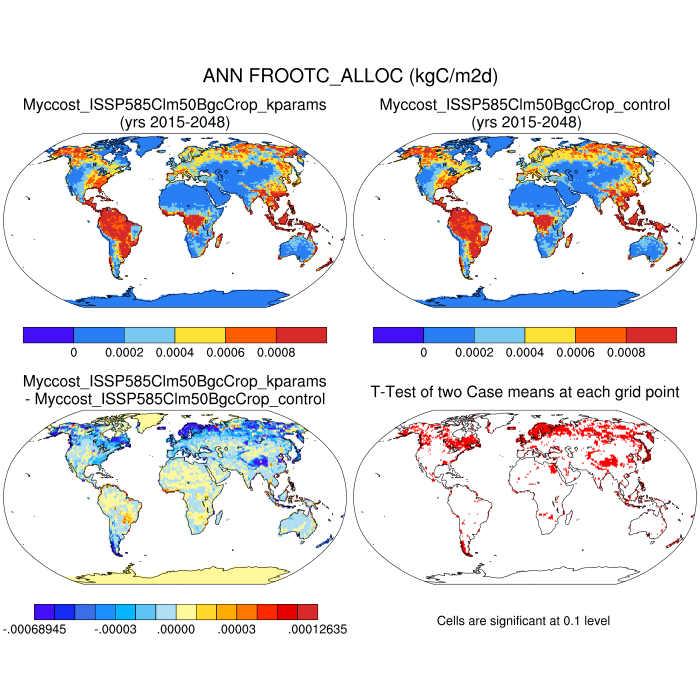 ANN FROOTC_ALLOC (kgC/m2d)
Myccost_ISSP585Clm50BgcCrop_kparams
(yrs 2015-2048)
Myccost_ISSP585Clm50BgcCrop_control
(yrs 2015-2048)
0 0.0002 0.0004 0.0006 0.0008
0 0.0002 0.0004 0.0006 0.0008
Myccost_ISSP585Clm50BgcCrop_kparams
- Myccost_ISSP585Clm50BgcCrop_control
T-Test of two Case means at each grid point
-.00068945 -.00003 .00000 .00003 .00012635
Cells are significant at 0.1 level